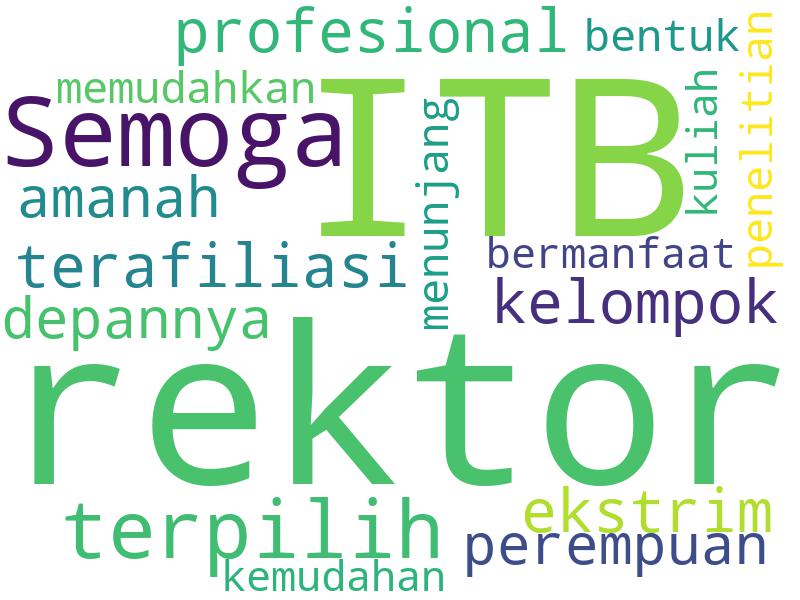 profesional
bentuk
penelitian
memudahkan
ITB
kuliah
Semoga
menunjang
amanah
terafiliasi
bermanfaat
kelompok
depannya
rektor
terpilih
ekstrim
perempuan
kemudahan